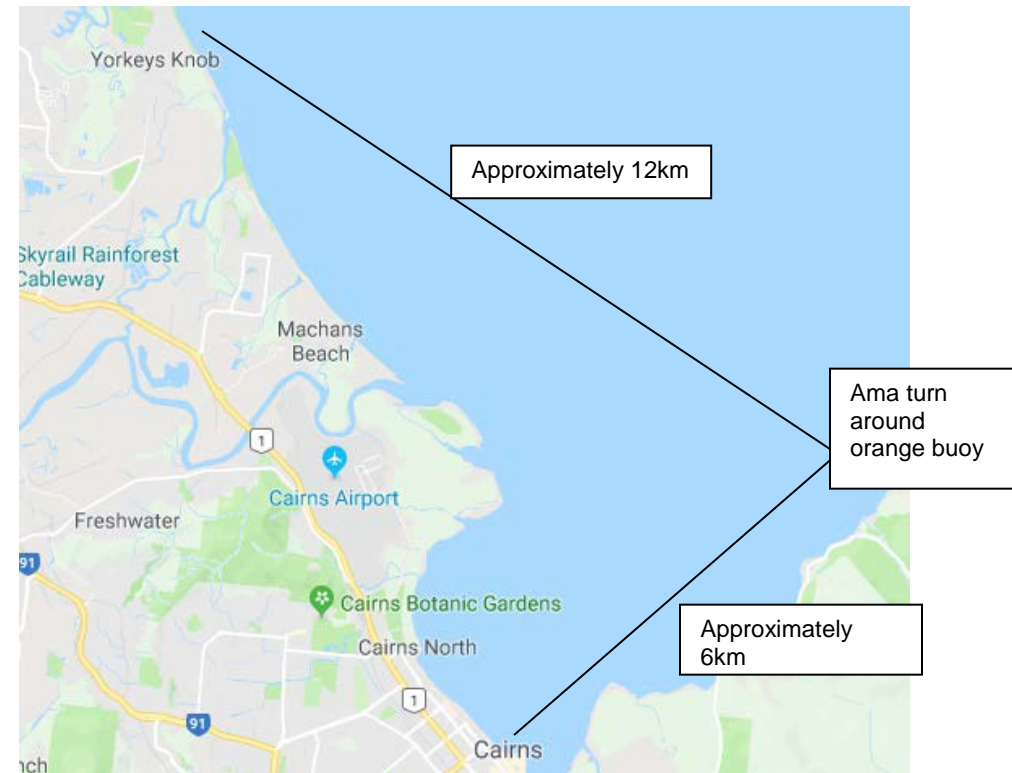 Yorkeys Knob
Approximately 12km
Skyrail Rainforest
Cableway
Machans
Beach
Ama turn
around
orange buoy
1
Cairns Airport
Freshwater
91
Cairns Botanic Gardens
Approximately
6km
Cairns North
1
91
Cairns
nch